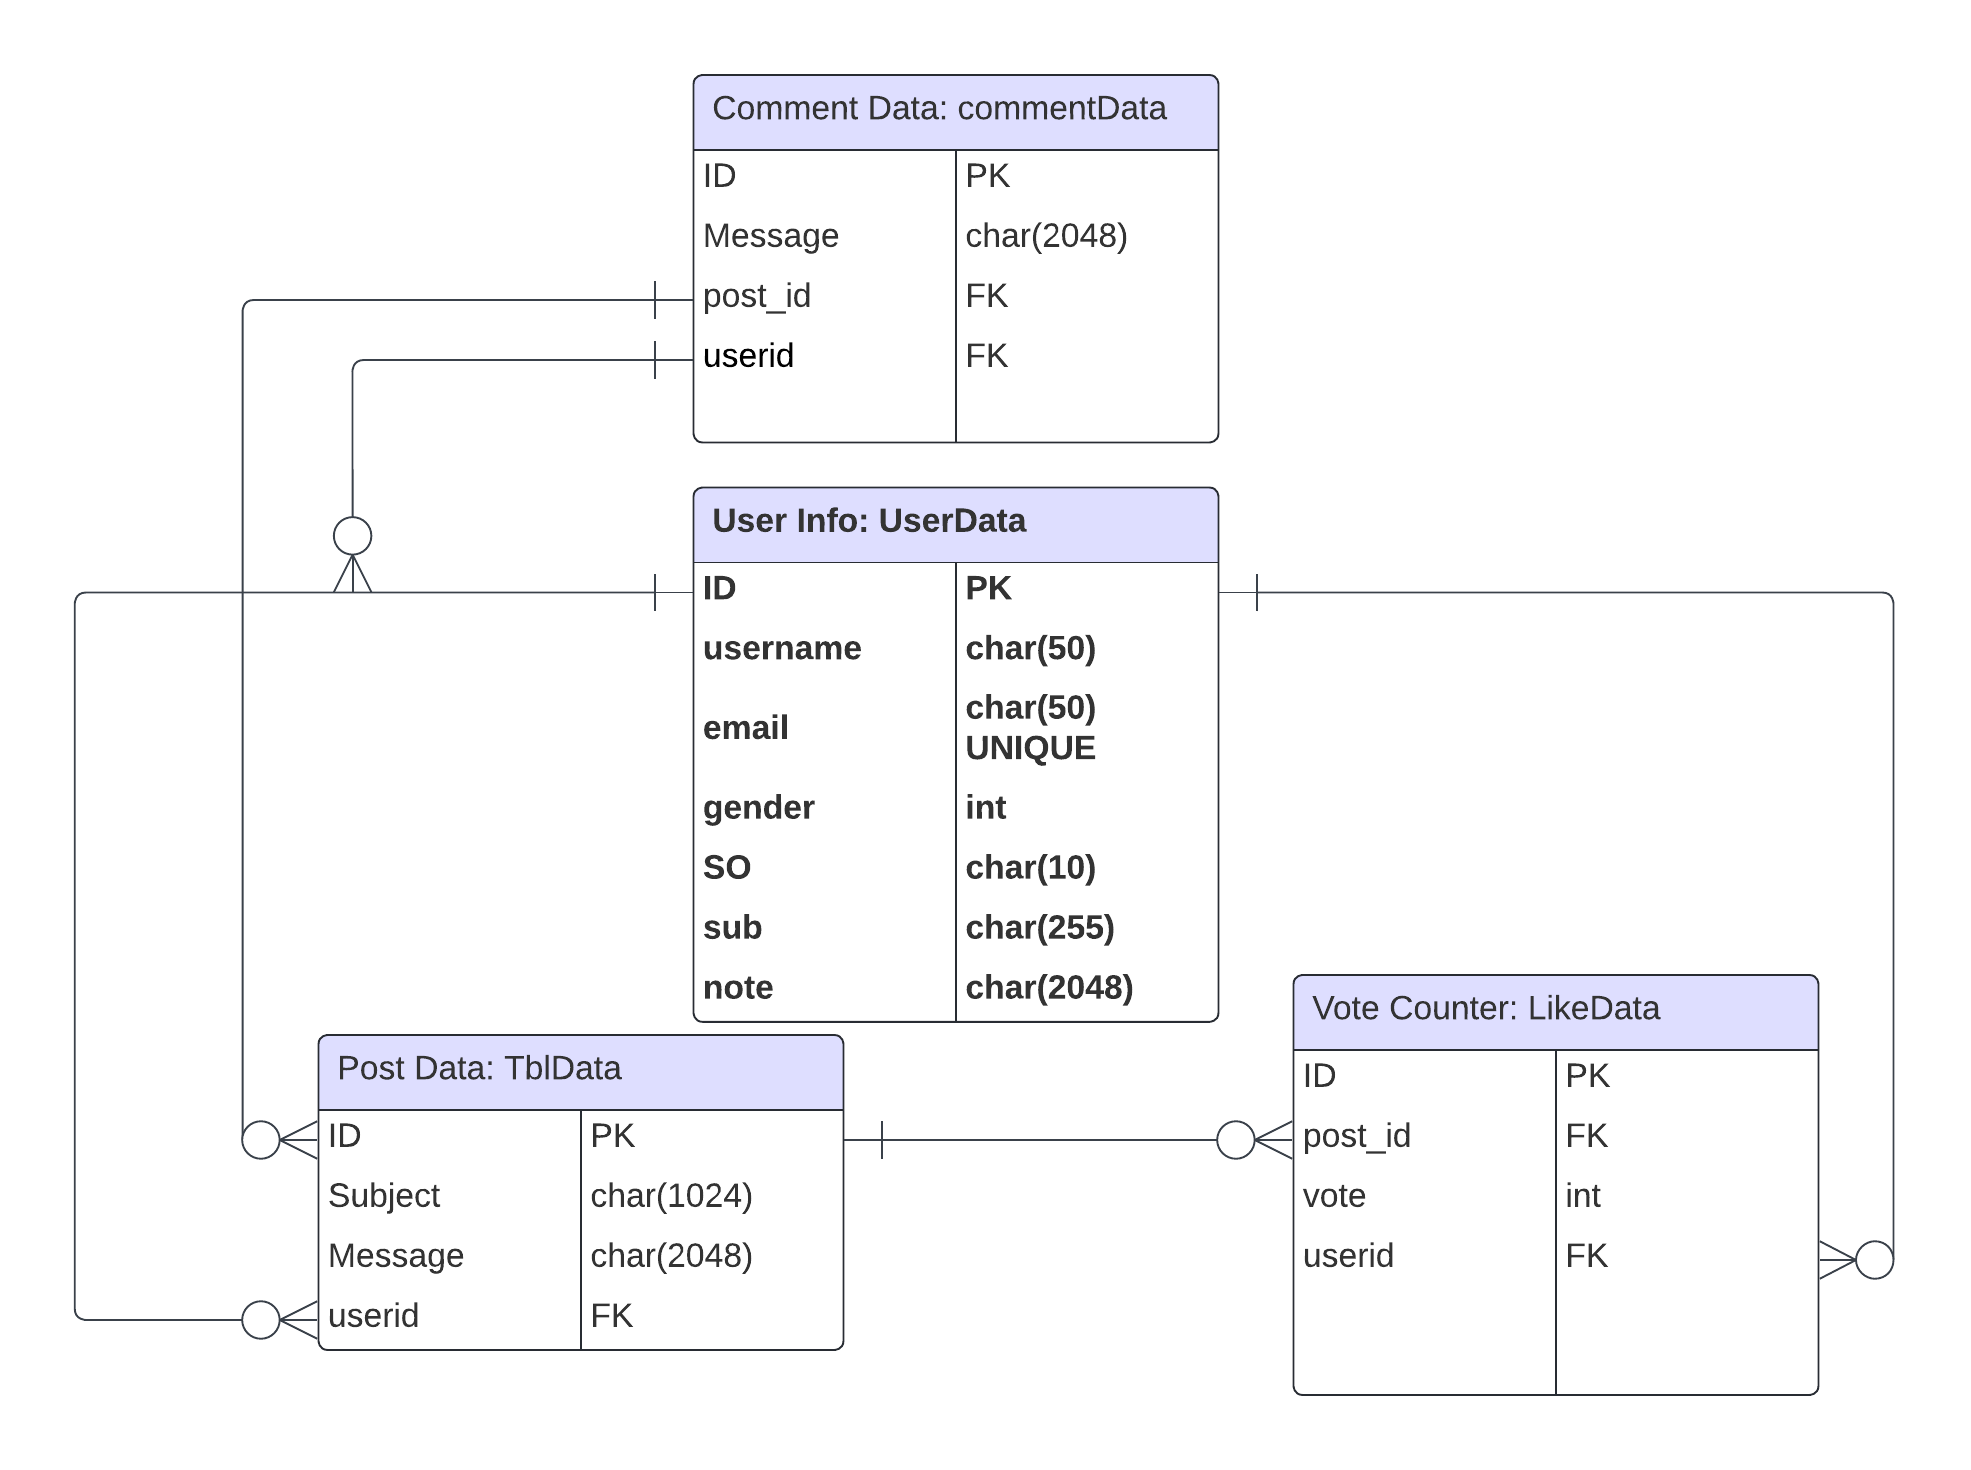 Comment Data: commentData
ID PK
Message char(2048)
post_id FK
userid FK
User Info: UserData
ID PK
username char(50)
email char(50)
UNIQUE
gender int
SO char(10)
sub char(255)
note char(2048)
Post Data: TblData
ID PK
Subject char(1024)
Message char(2048)
userid FK
Vote Counter: LikeData
ID PK
post_id FK
vote int
userid FK